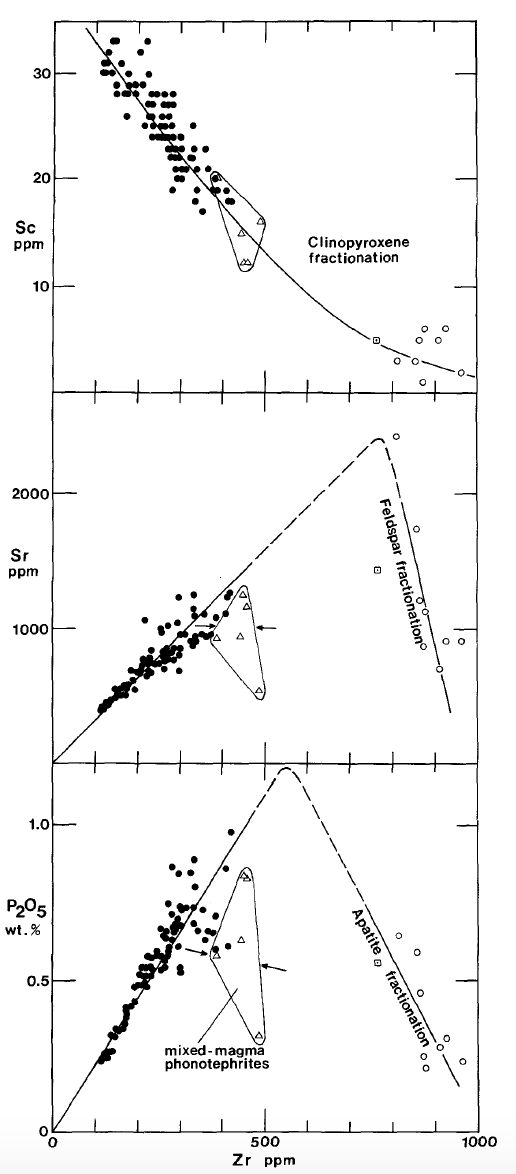 30
20
Sc
ppm
10
Clinopyroxene
fractionation
2000
Sr
ppm
1000
Feldspar fractionation
1.0
P2O5
wt.%
0.5
Apatite fractionation
mixed-magma
phonotephrites
0
0
500
1000
Zr ppm